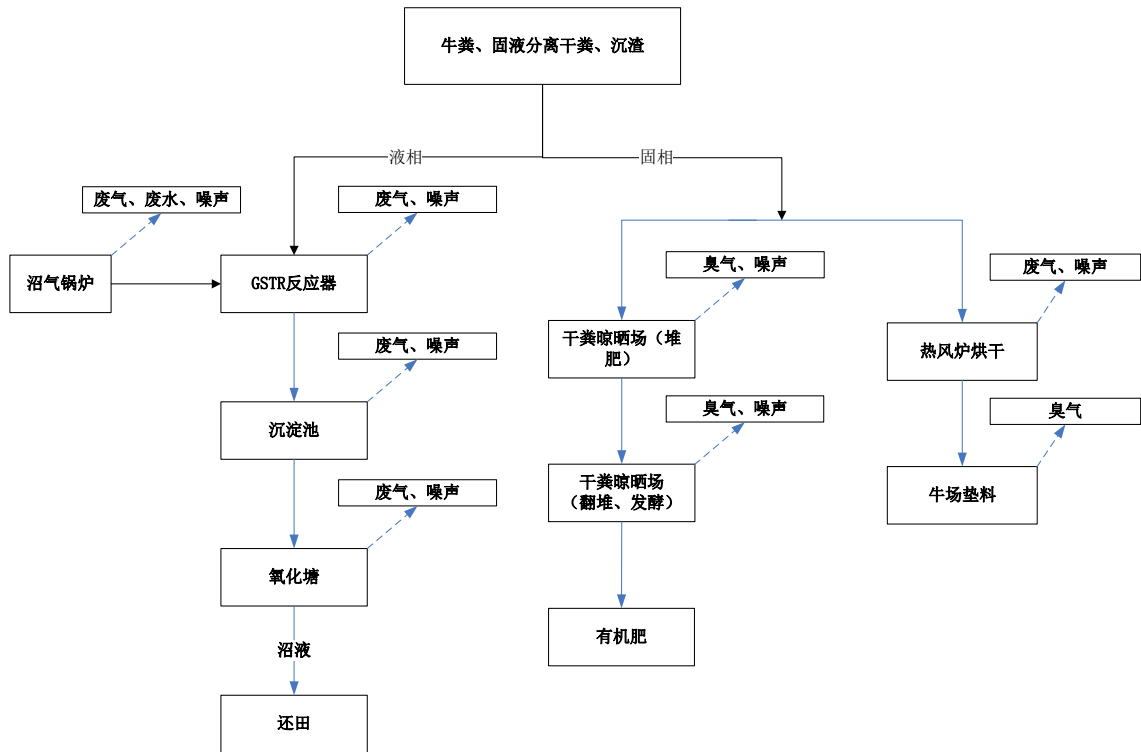 牛粪、固液分离干粪、沉渣
液相
固相
废气、废水、噪声
废气、噪声
沼气锅炉
GSTR反应器
臭气、噪声
废气、噪声
干粪晾晒场（堆
肥）
热风炉烘干
废气、噪声
沉淀池
臭气、噪声
臭气
干粪晾晒场
（翻堆、发酵）
牛场垫料
废气、噪声
氧化塘
有机肥
沼液
还田